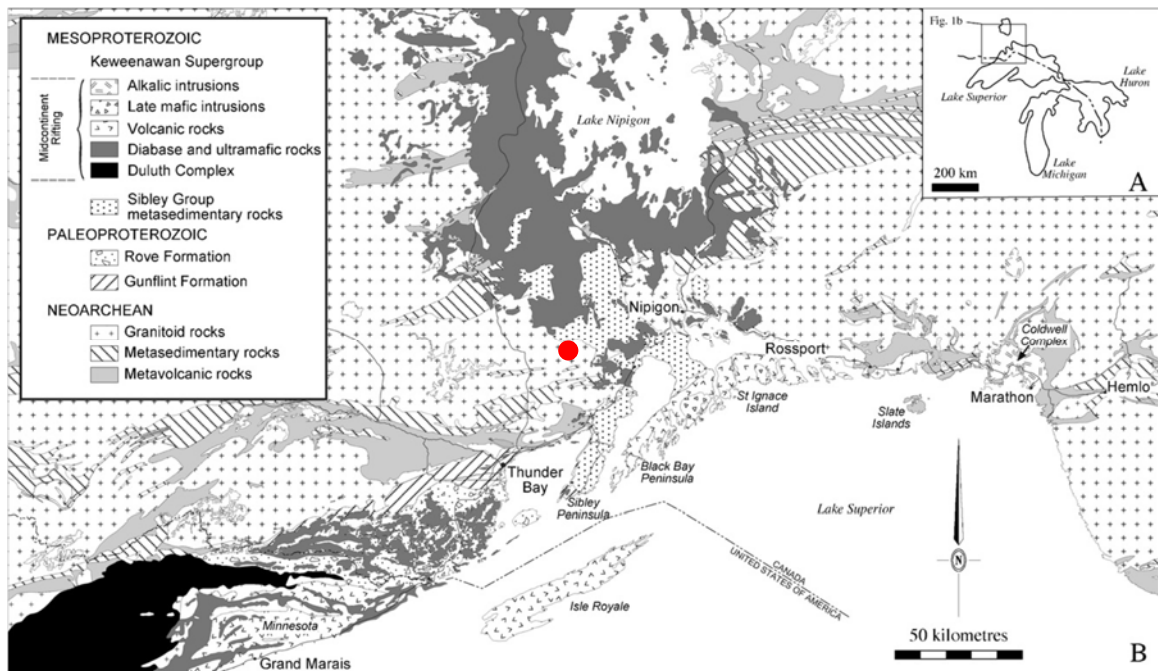 MESOPROTEROZOIC
Keweenawan Supergroup
Midcontinent
Rifting
Alkalic intrusions
Late mafic intrusions
Volcanic rocks
Diabase and ultramafic rocks
Duluth Complex
Sibley Group
metasedimentary rocks
PALEOPROTEROZOIC
Rove Formation
Gunflint Formation
NEOARCHEAN
Granitoid rocks
Metasedimentary rocks
Metavolcanic rocks
Lake Nipigon
Fig. 1b
Lake Superior
Lake
Huron
Lake
Michigan
200 km
A
Nipigon
Rossport
Coldwell
Complex
Hemlo
Marathon
St Ignace
Island
Slate
Islands
Black Bay
Peninsula
Thunder
Bay
Sibley
Peninsula
Lake Superior
CANADA
UNITED STATES OF AMERICA
N
Isle Royale
Minnesota
Grand Marais
50 kilometres
B